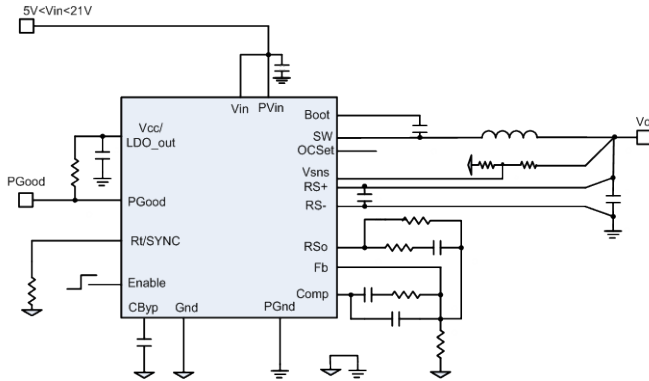 5V<Vin<21V
Vin PVin
Boot
Vcc/
LDO_out
SW
OCSet
Vsns
PGood
RS+
PGood
RS-
Rt/SYNC
RSo
Fb
Enable
Comp
CByp Gnd PGnd